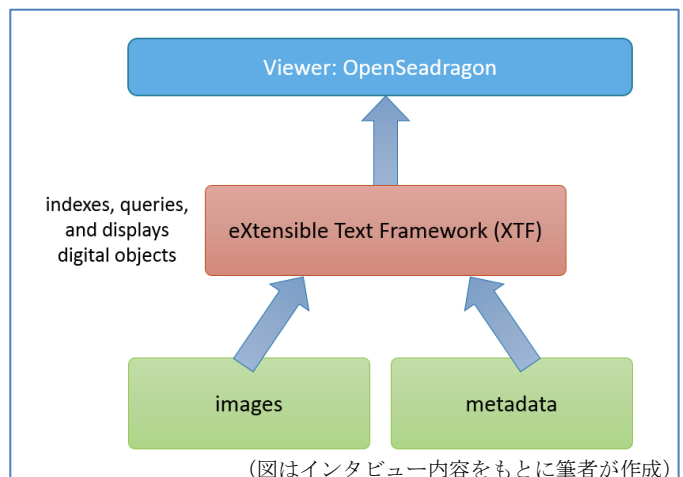 Viewer: OpenSeadragon
indexes, queries,
and displays
digital objects
eXtensible Text Framework (XTF)
images
metadata
（図はインタビュー内容をもとに筆者が作成）